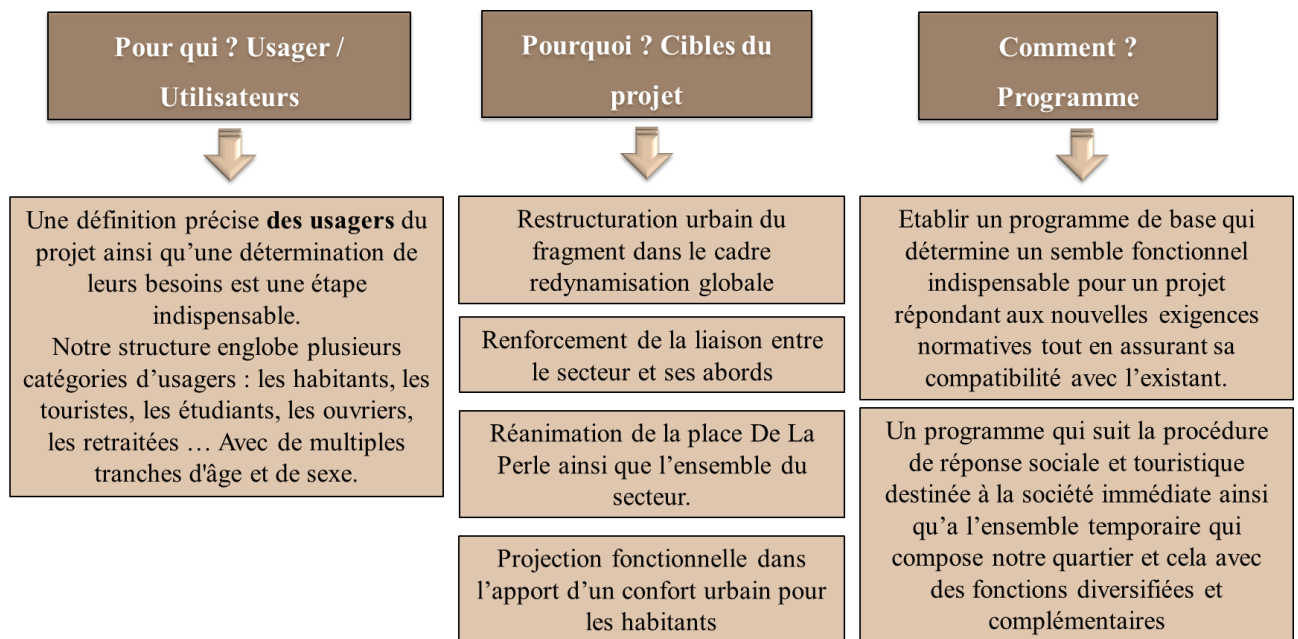 Pour qui ? Usager /
Utilisateurs
Une définition précise des usagers du
projet ainsi qu’une détermination de
leurs besoins est une étape
indispensable.
Notre structure englobe plusieurs
catégories d’usagers : les habitants, les
touristes, les étudiants, les ouvriers,
les retraitées … Avec de multiples
tranches d'âge et de sexe.
Pourquoi ? Cibles du
projet
Restructuration urbain du
fragment dans le cadre
redynamisation globale
Renforcement de la liaison entre
le secteur et ses abords
Réanimation de la place De La
Perle ainsi que l’ensemble du
secteur.
Projection fonctionnelle dans
l’apport d’un confort urbain pour
les habitants
Comment ?
Programme
Etablir un programme de base qui
détermine un semble fonctionnel
indispensable pour un projet
répondant aux nouvelles exigences
normatives tout en assurant sa
compatibilité avec l’existant.
Un programme qui suit la procédure
de réponse sociale et touristique
destinée à la société immédiate ainsi
qu’a l’ensemble temporaire qui
compose notre quartier et cela avec
des fonctions diversifiées et
complémentaires